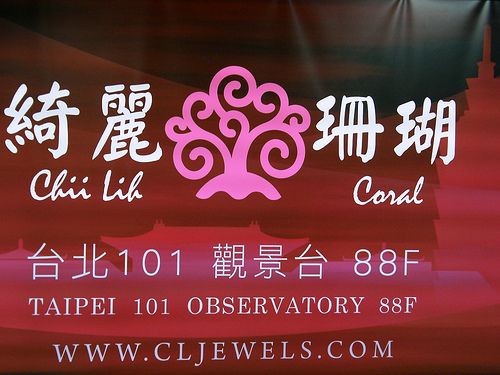 綺麗 珊瑚
Chii Lih Coral
台北101 觀景台 88F
TAIPEI 101 OBSERVATORY 88F
WWW.CLJEWELS.COM